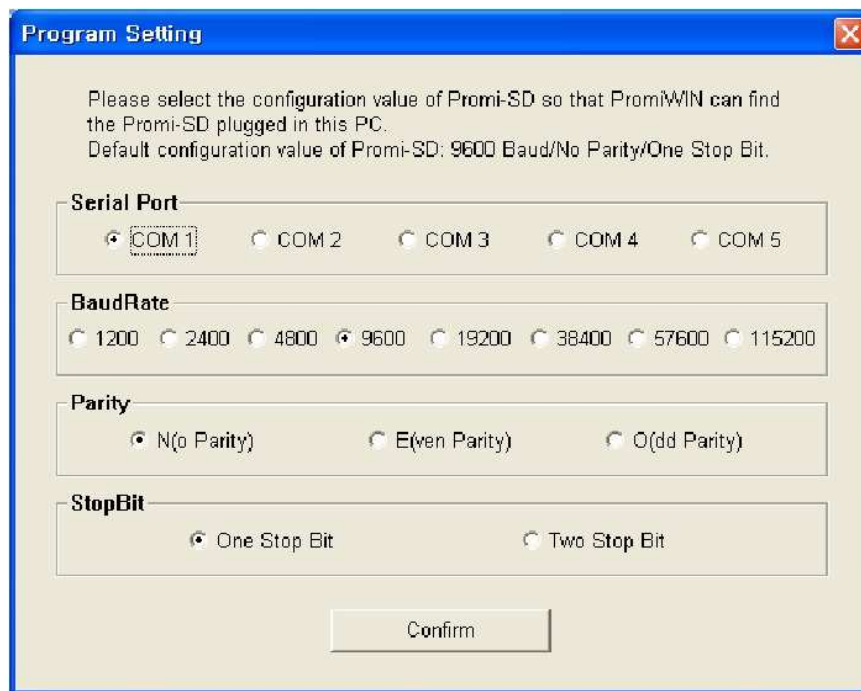 Program Setting
Please select the configuration value of Promi-SD so that PromiWIN can find
the Promi-SD plugged in this PC.
Default configuration value of Promi-SD: 9600 Baud/No Parity/One Stop Bit.
Serial Port
COM 1 COM 2 COM 3 COM 4 COM 5
BaudRate
1200 2400 4800 9600 19200 38400 57600 115200
Parity
N(o Parity) E(ven Parity) O(dd Parity)
StopBit
One Stop Bit Two Stop Bit
Confirm